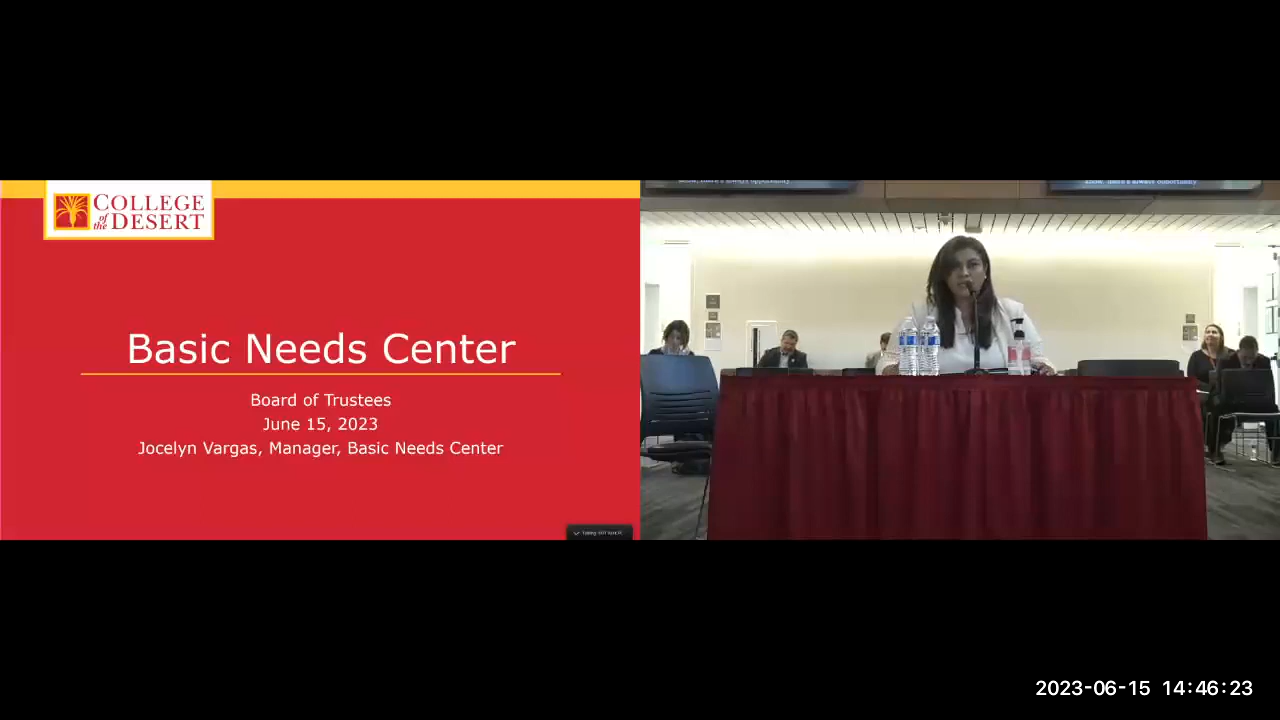 COLLEGE
of the DESERT
Basic Needs Center
Board of Trustees
June 15, 2023
Jocelyn Vargas, Manager, Basic Needs Center
2023-06-15 14:46:23